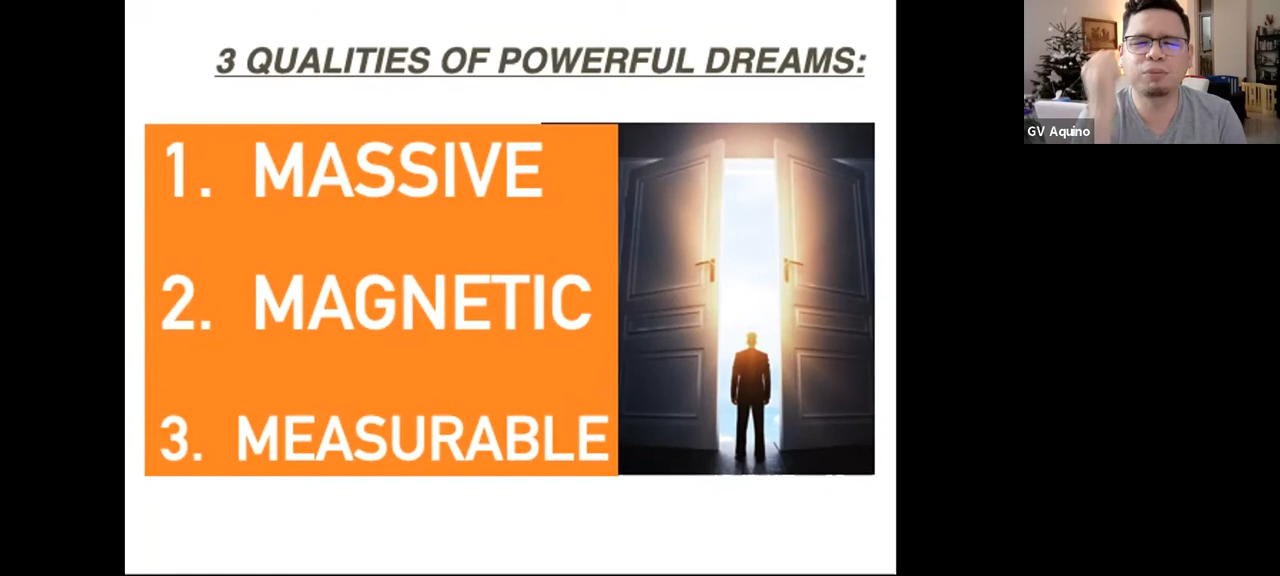 3 QUALITIES OF POWERFUL DREAMS:
1. MASSIVE
2. MAGNETIC
3. MEASURABLE
GV Aquino